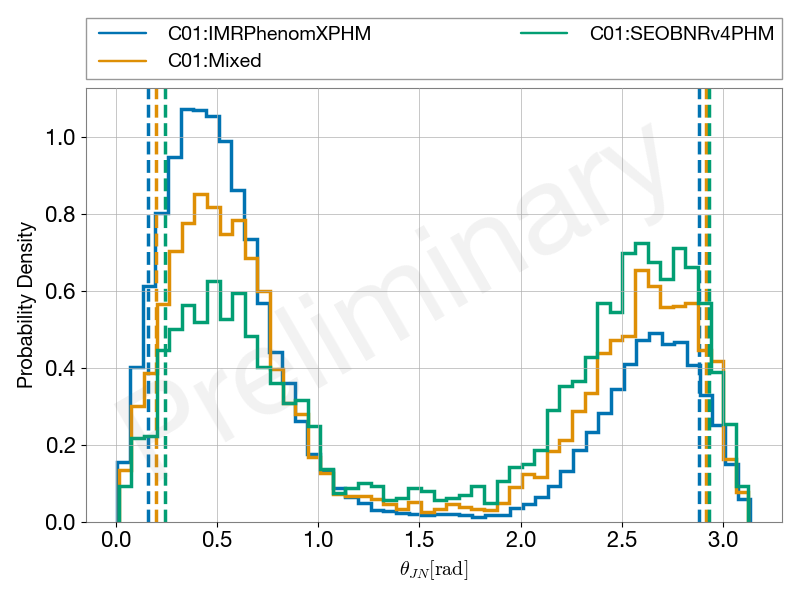 C01:IMRPhenomXPHM
C01:Mixed
C01:SEOBNRv4PHM
Preliminary
Probability Density
1.0
0.8
0.6
0.4
0.2
0.0
0.0 0.5 1.0 1.5 2.0 2.5 3.0
θ_JN[rad]